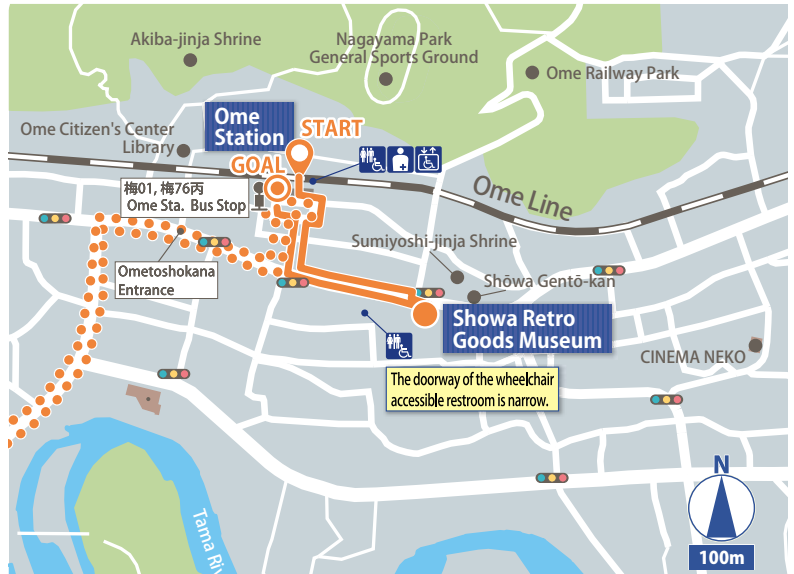 Akiba-jinja Shrine
Nagayama Park
General Sports Ground
Ome Railway Park
Ome
Station
START
Ome Citizen's Center
Library
GOAL
梅01, 梅76丙
Ome Sta. Bus Stop
Ome Line
Ometoshokana
Entrance
Sumiyoshi-jinja Shrine
Shōwa Gentō-kan
Showa Retro
Goods Museum
CINEMA NEKO
The doorway of the wheelchair
accessible restroom is narrow.
Tama Riv
N
100m